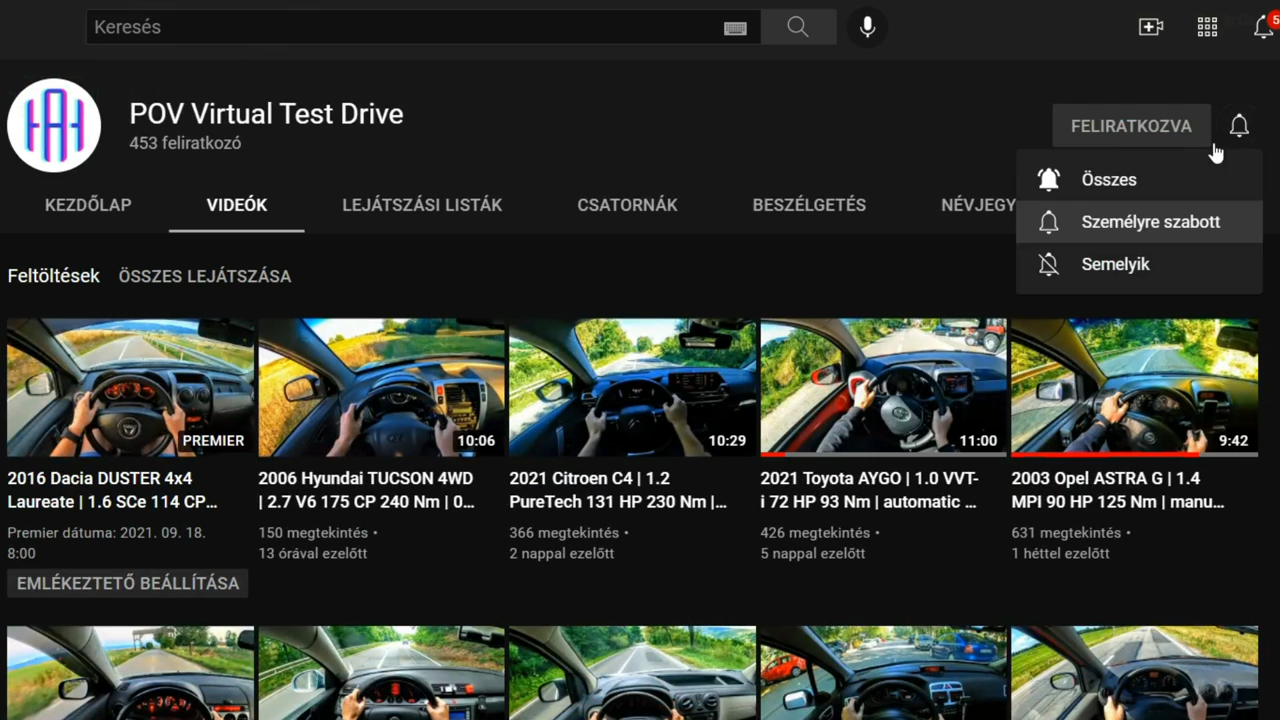 Keresés
5
POV Virtual Test Drive
453 feliratkozó
FELIRATKOZVA
Összes
Személyre szabott
Semelyik
KEZDŐLAP VIDEÓK LEJÁTSZÁSI LISTÁK CSATORNÁK BESZÉLGETÉS NÉVJEGY
Feltöltések ÖSSZES LEJÁTSZÁSA
PREMIER 10:06 10:29 11:00 9:42
2016 Dacia DUSTER 4x4
Laureate | 1.6 SCe 114 CP...
Premier dátuma: 2021. 09. 18.
8:00
EMLÉKEZTETŐ BEÁLLÍTÁSA
2006 Hyundai TUCSON 4WD
| 2.7 V6 175 CP 240 Nm | 0...
150 megtekintés •
13 órával ezelőtt
2021 Citroen C4 | 1.2
PureTech 131 HP 230 Nm |...
366 megtekintés •
2 nappal ezelőtt
2021 Toyota AYGO | 1.0 VVT-
i 72 HP 93 Nm | automatic ...
426 megtekintés •
5 nappal ezelőtt
2003 Opel ASTRA G | 1.4
MPI 90 HP 125 Nm | manu...
631 megtekintés •
1 héttel ezelőtt